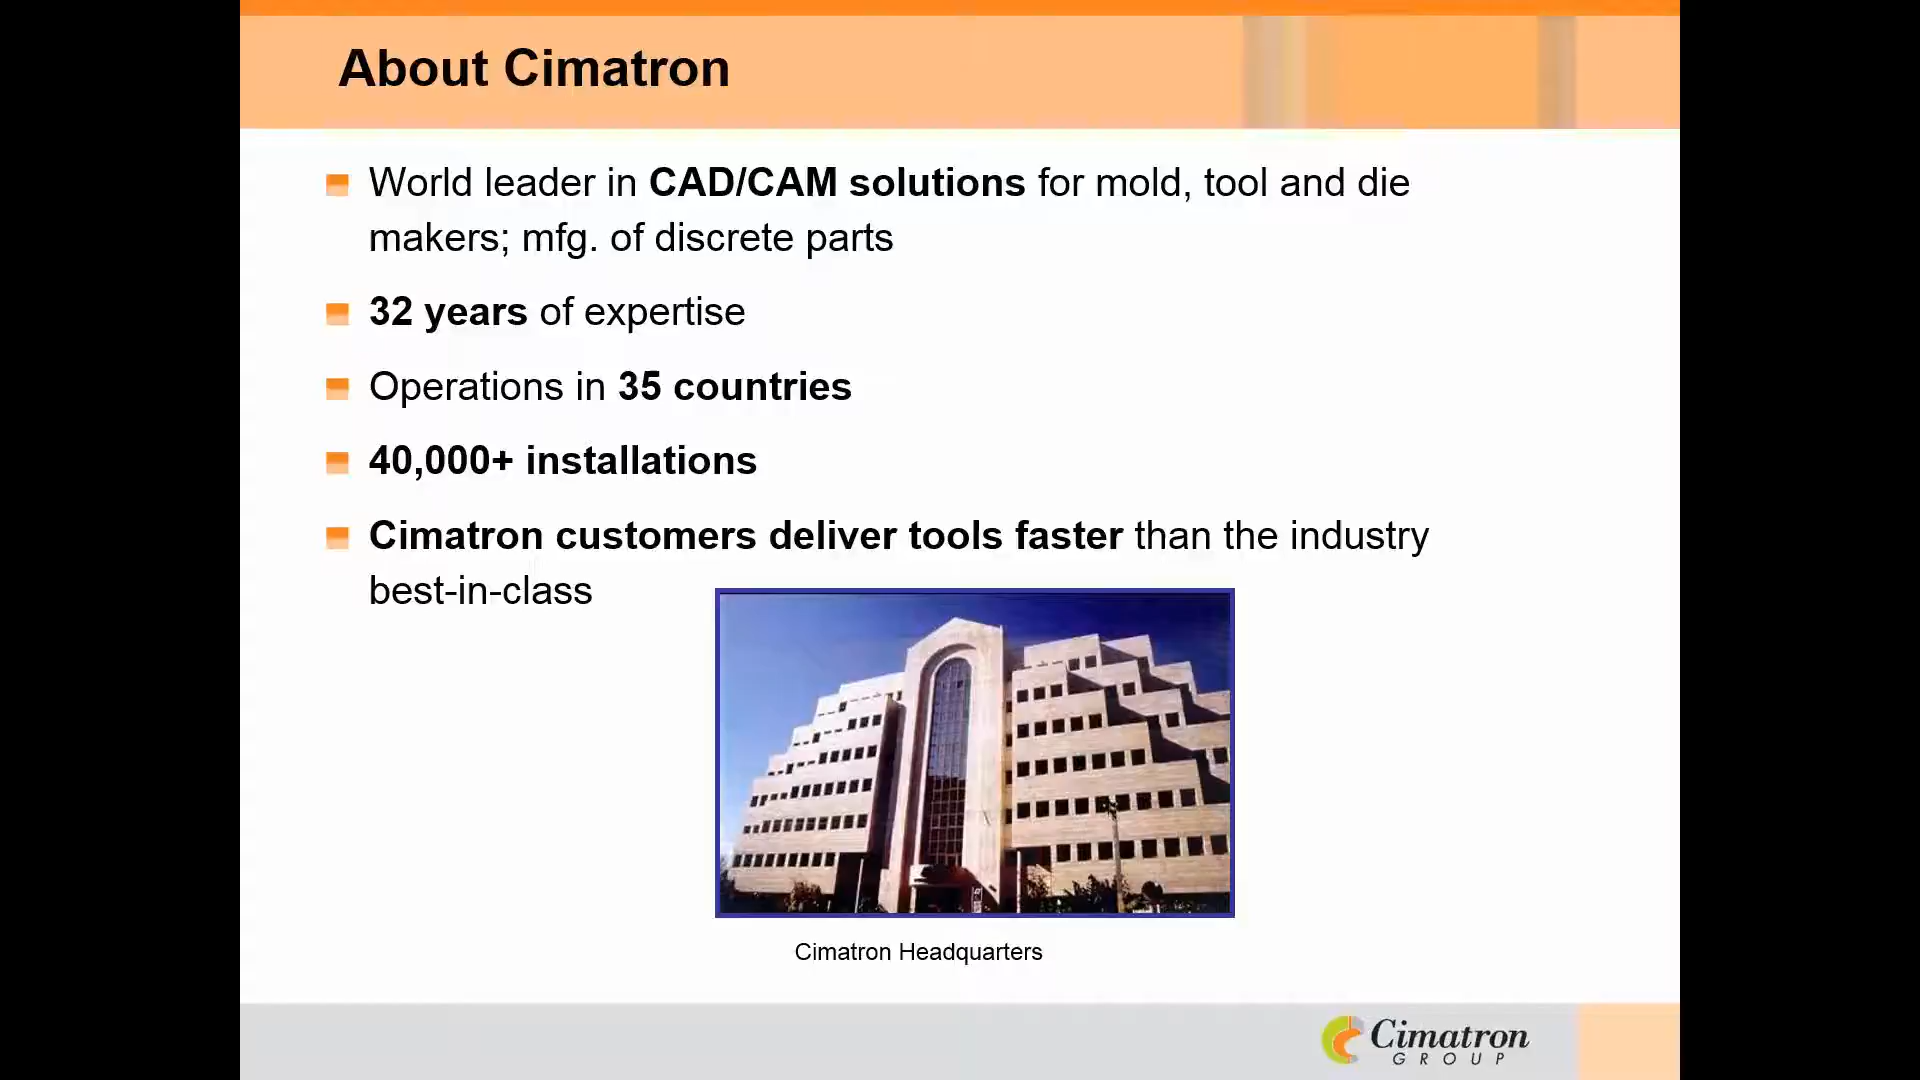 About Cimatron
World leader in CAD/CAM solutions for mold, tool and die
makers; mfg. of discrete parts
32 years of expertise
Operations in 35 countries
40,000+ installations
Cimatron customers deliver tools faster than the industry
best-in-class
Cimatron Headquarters
Cimatron
GROUP